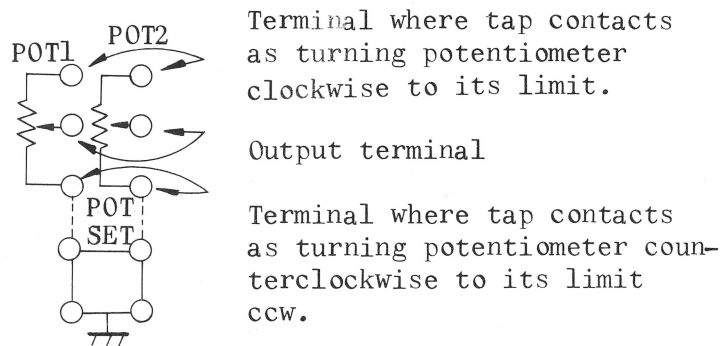 POT1
POT2
POT
SET
Terminal where tap contacts
as turning potentiometer
clockwise to its limit.
Output terminal
Terminal where tap contacts
as turning potentiometer coun-
terclockwise to its limit
ccw.